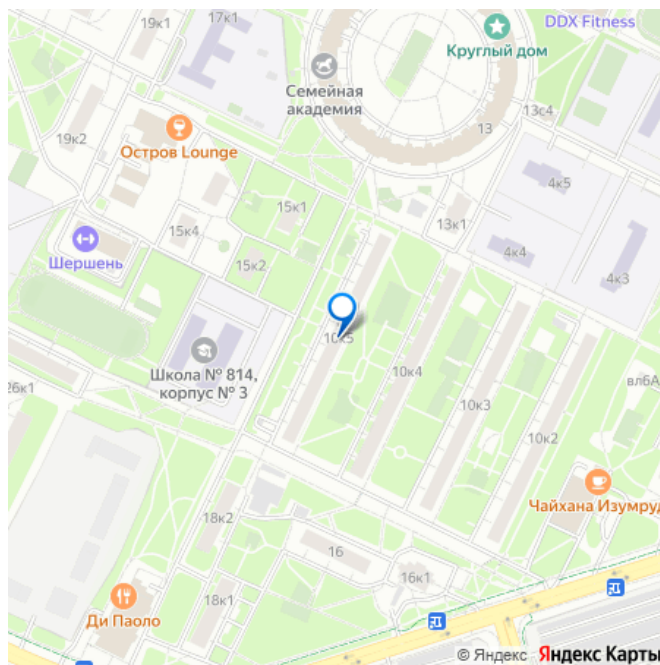 17к1
DDX Fitness
Круглый дом
Семейная
академия
13с4
19к2
13
Остров Lounge
4к5
15к1
15к4
13к1
4к4
Шершень
15к2
4к3
10к5
Школа № 814,
корпус № 3
10к4
26к1
вл6А
10к3
10к2
Чайхана Изумруд
18к2
16
16к1
18к1
Ди Паоло
© Яндекс Яндекс Карты